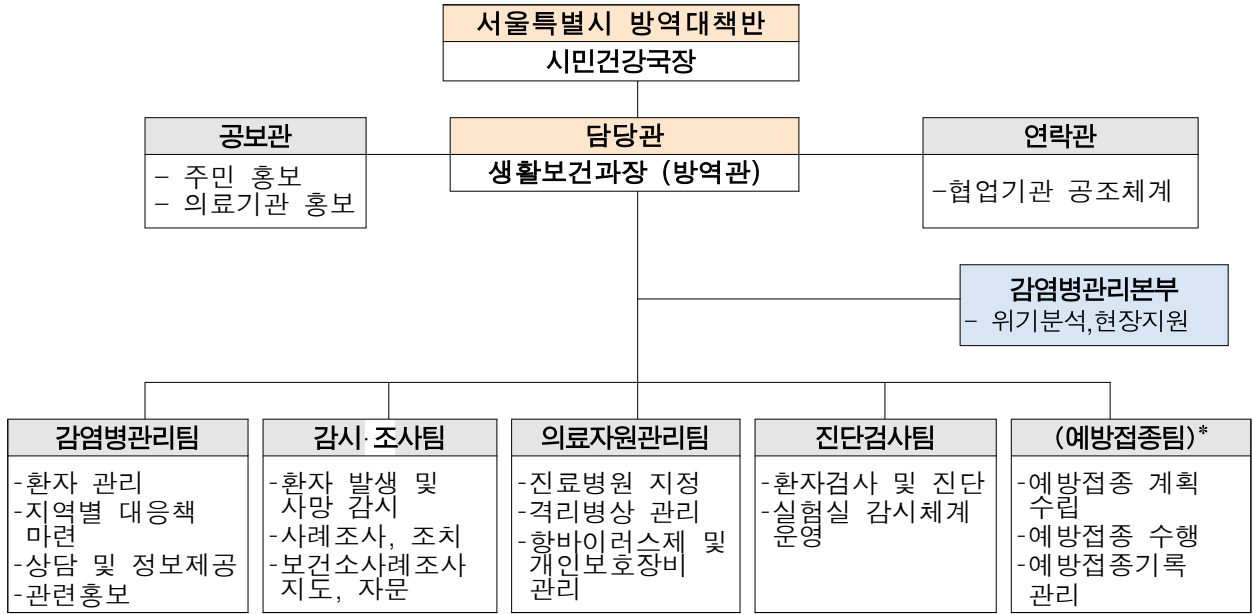 서울특별시 방역대책반
시민건강국장
공보관
- 주민 홍보
- 의료기관 홍보
담당관
생활보건과장 (방역관)
연락관
-협업기관 공조체계
감염병관리본부
- 위기분석,현장지원
감염병관리팀
-환자 관리
-지역별 대응책
마련
-상담 및 정보제공
-관련홍보
감시·조사팀
-환자 발생 및
사망 감시
-사례조사, 조치
-보건소사례조사
지도, 자문
의료자원관리팀
-진료병원 지정
-격리병상 관리
-항바이러스제 및
개인보호장비
관리
진단검사팀
-환자검사 및 진단
-실험실 감시체계
운영
(예방접종팀)*
-예방접종 계획
수립
-예방접종 수행
-예방접종기록
관리